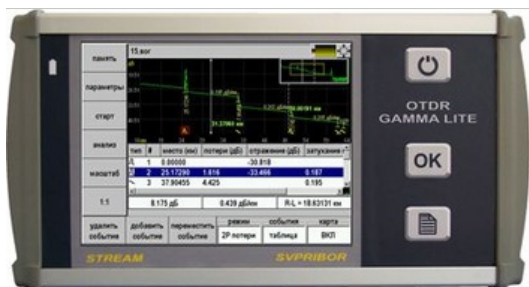 15.sor
память
параметры
старт
анализ
масштаб
1:1
тип # место (км) потери (дБ) отражение (дБ) затухание
1 0.00000 -30.818
2 25.17290 1.616 -33.466 0.187
3 37.90455 4.425 0.195
8.175 дБ 0.439 дБ/км R-L = 18.63131 км
удалить событие
добавить событие
переместить событие
режим
2P потери
события
таблица
карта
ВКЛ
STREAM SVPRIBOR
OTDR
GAMMA LITE
OK